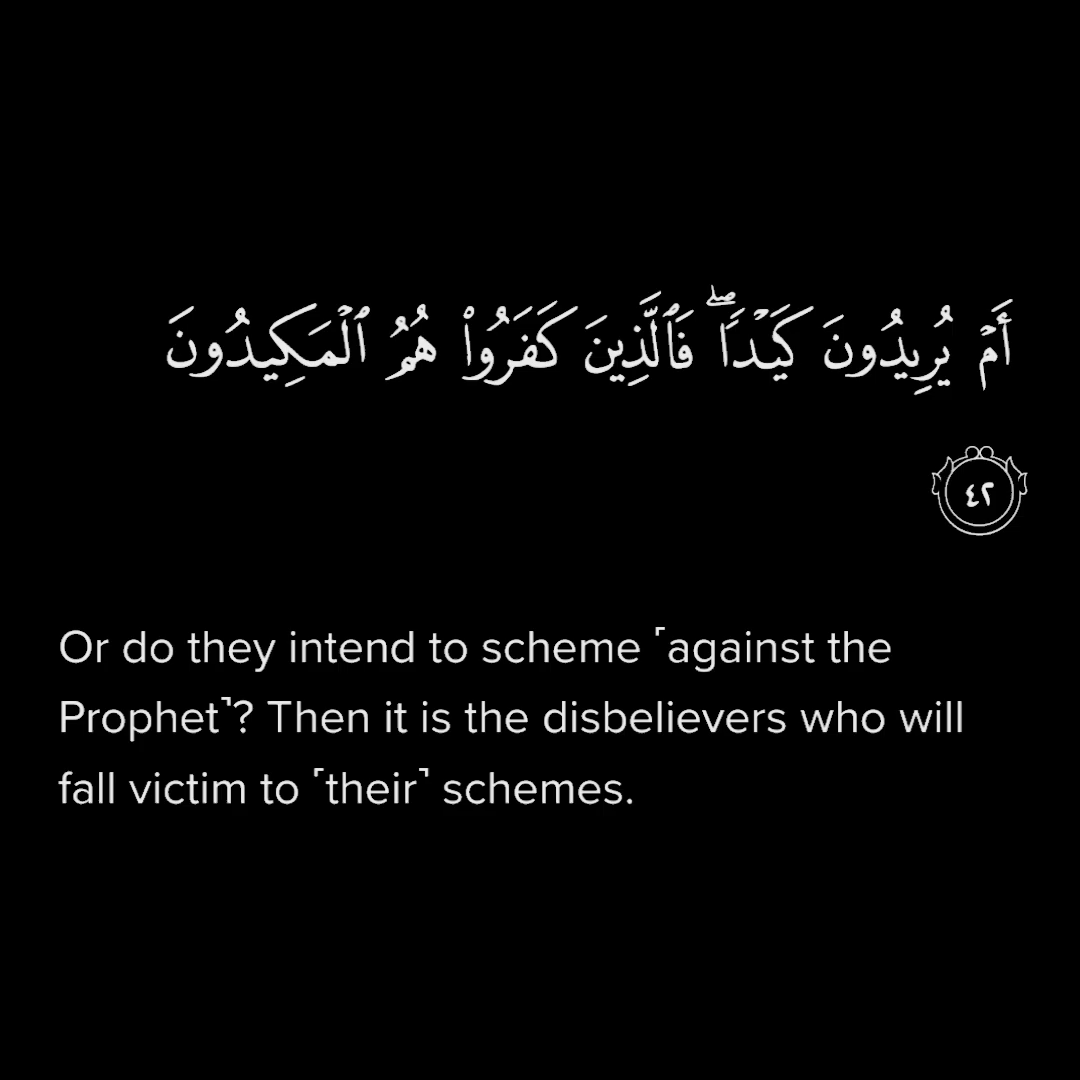 أَمۡ يُرِيدُونَ كَيۡدٗاۖ فَٱلَّذِينَ كَفَرُواْ هُمُ ٱلۡمَكِيدُونَ
٤٢
Or do they intend to scheme ˹against the
Prophet˺? Then it is the disbelievers who will
fall victim to ˹their˺ schemes.